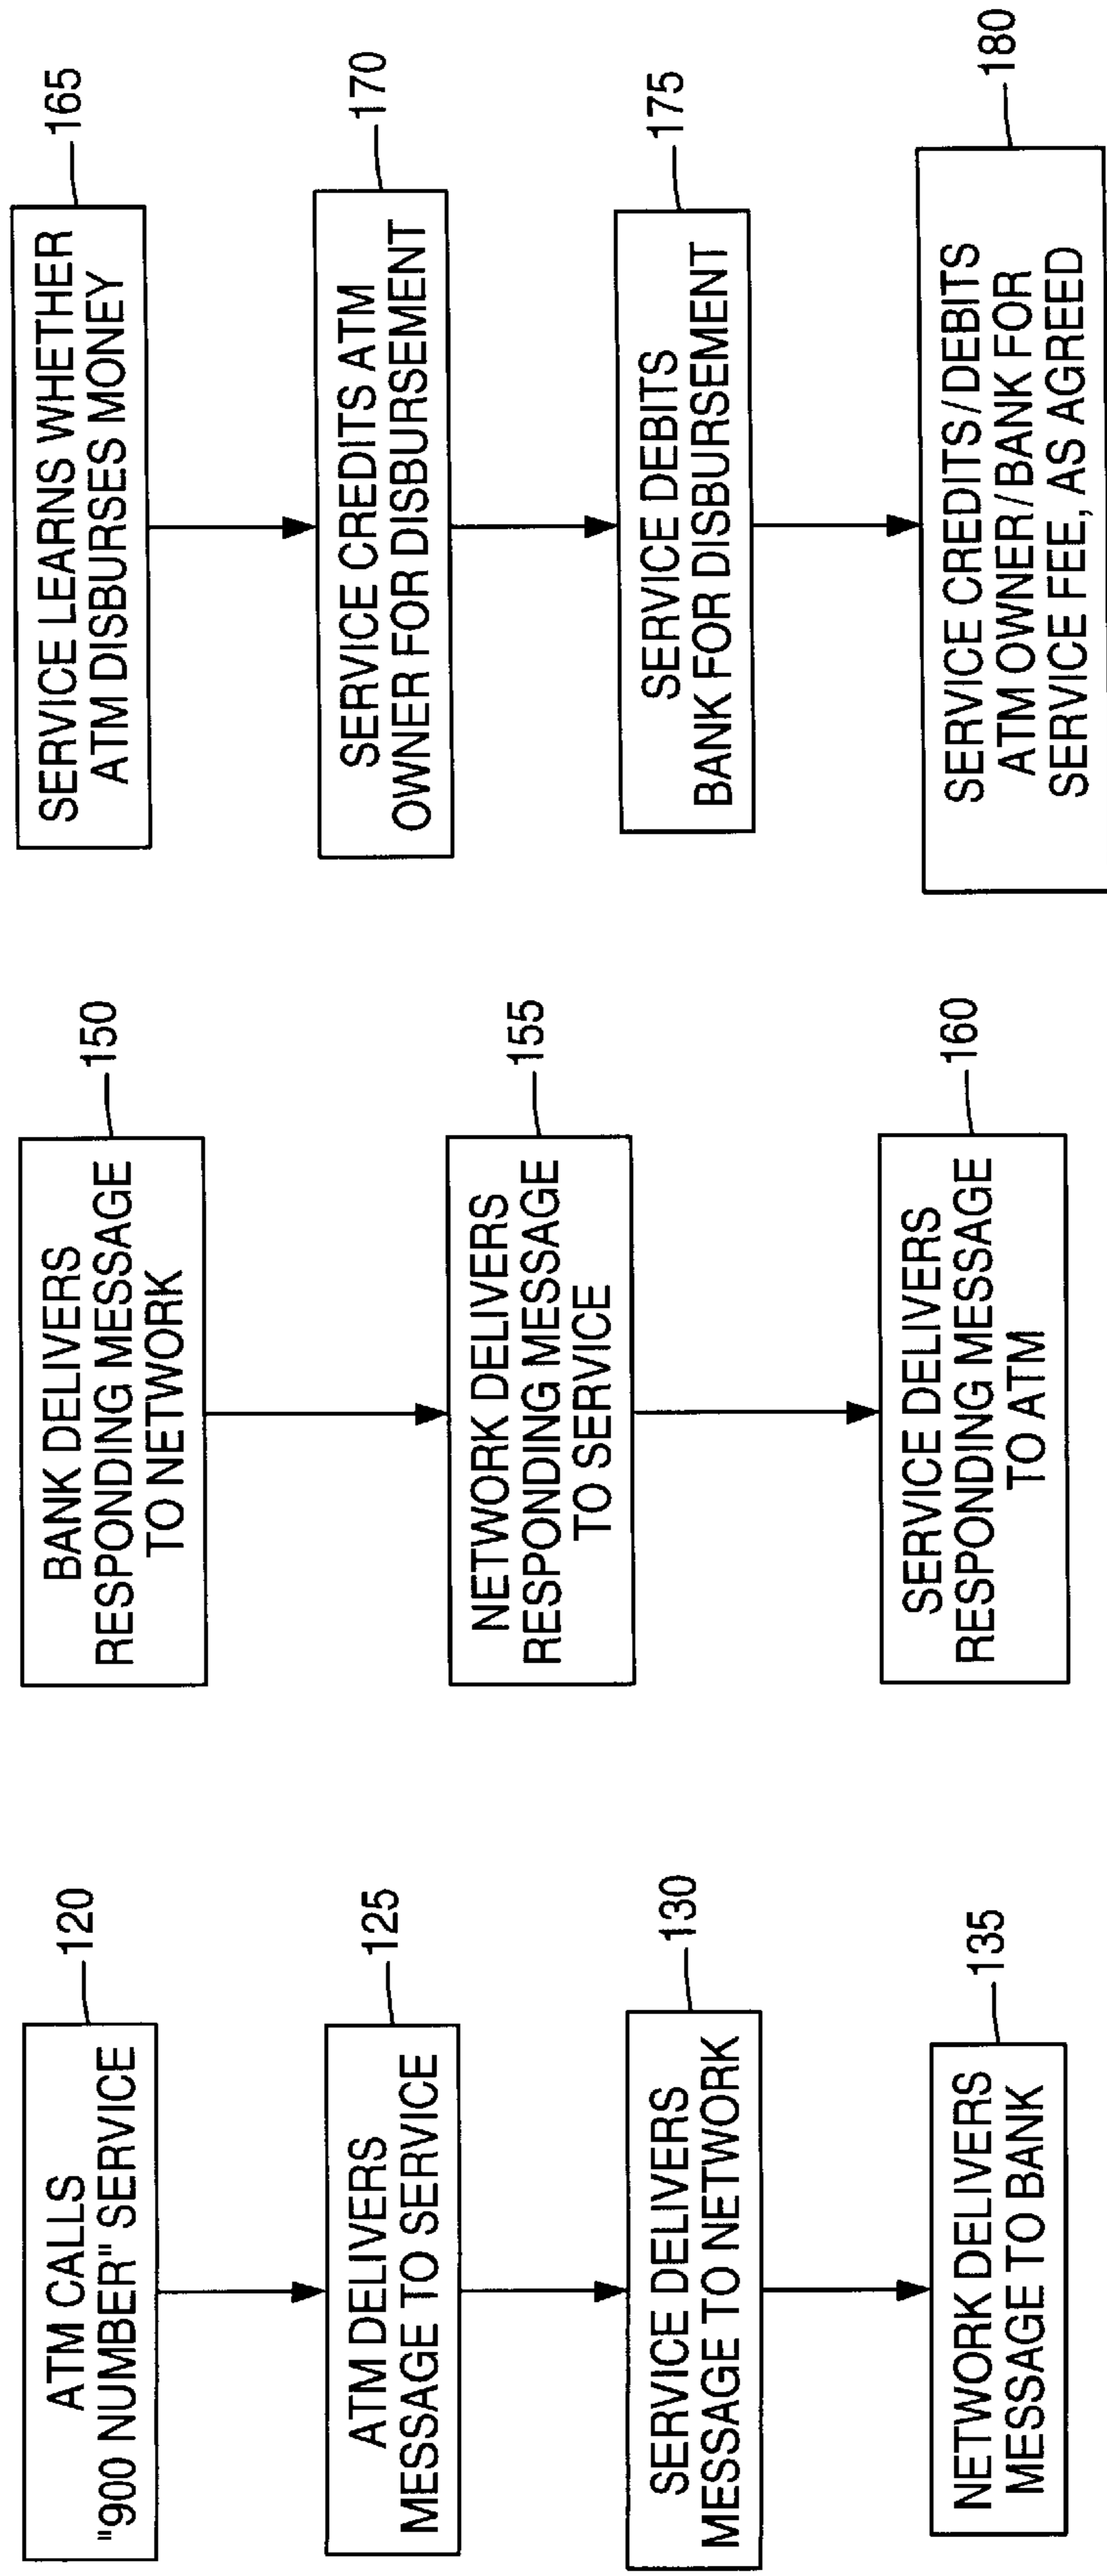 ATM CALLS
"900 NUMBER" SERVICE
120
ATM DELIVERS
MESSAGE TO SERVICE
125
SERVICE DELIVERS
MESSAGE TO NETWORK
130
NETWORK DELIVERS
MESSAGE TO BANK
135
BANK DELIVERS
RESPONDING MESSAGE
TO NETWORK
150
NETWORK DELIVERS
RESPONDING MESSAGE
TO SERVICE
155
SERVICE DELIVERS
RESPONDING MESSAGE
TO ATM
160
SERVICE LEARNS WHETHER
ATM DISBURSES MONEY
165
SERVICE CREDITS ATM
OWNER FOR DISBURSEMENT
170
SERVICE DEBITS
BANK FOR DISBURSEMENT
175
SERVICE CREDITS/DEBITS
ATM OWNER/BANK FOR
SERVICE FEE, AS AGREED
180